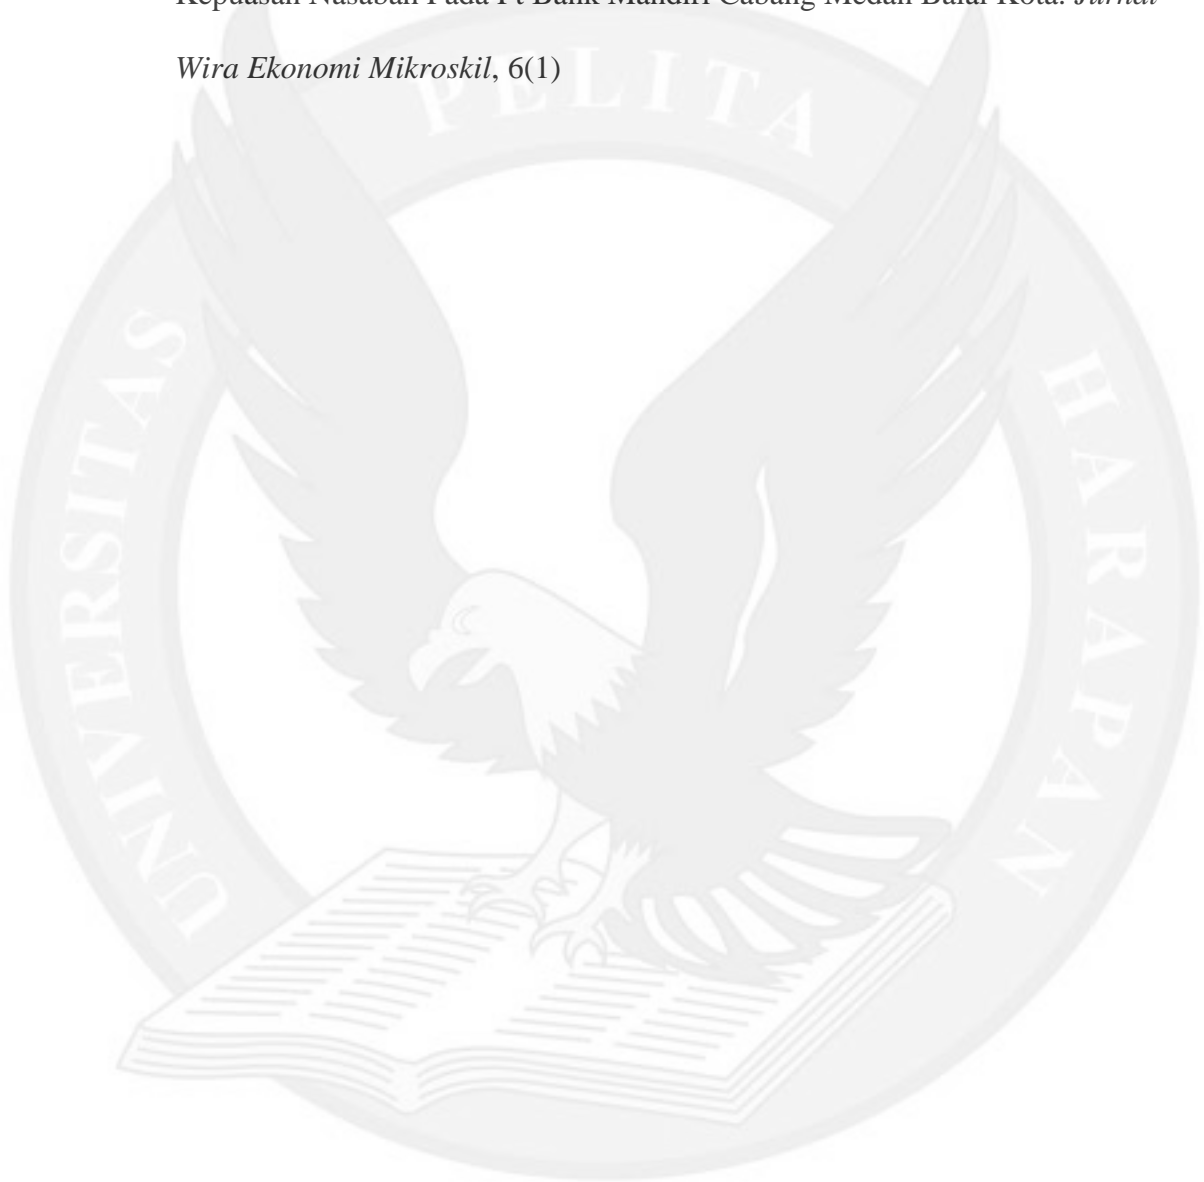 Kepuasan Nasabah Pada Pt Bank Mandiri Cabang Medan Balai Kota. Jurnal
Wira Ekonomi Mikroskil, 6(1)
PELITA
UNIVERSITAS
HARAPAN